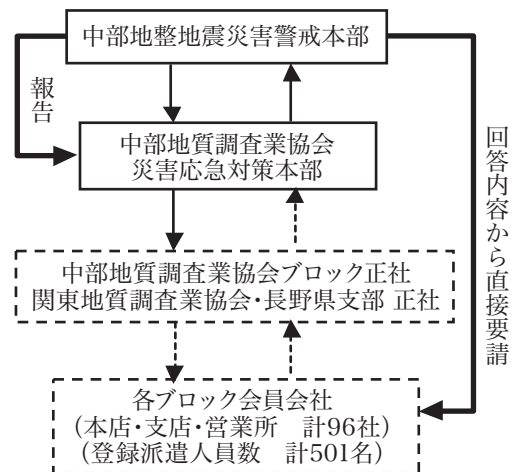 中部地整地震災害警戒本部
報告
中部地質調査業協会
災害応急対策本部
回答内容から直接要請
中部地質調査業協会ブロック正社
関東地質調査業協会・長野県支部 正社
各ブロック会員会社
(本店・支店・営業所　計96社)
(登録派遣人員数　計501名)